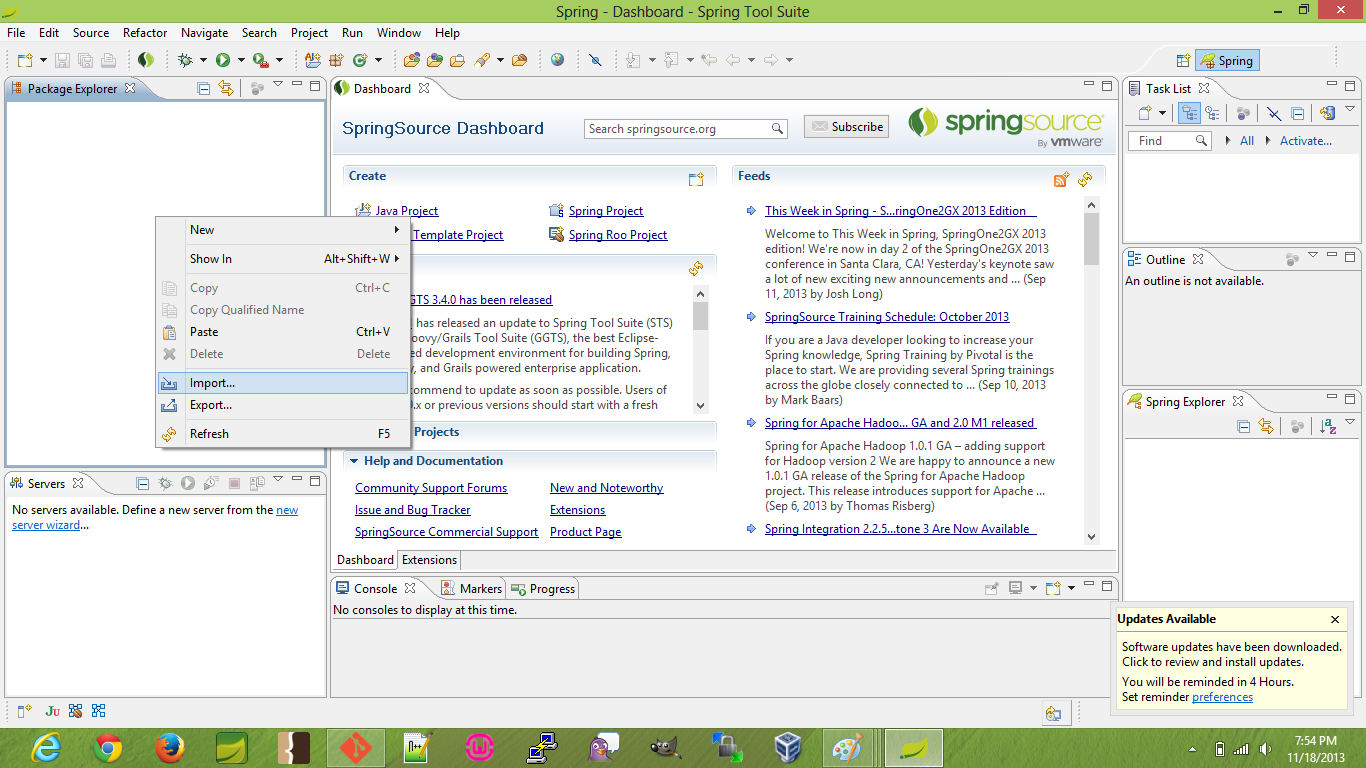 Spring - Dashboard - Spring Tool Suite
File Edit Source Refactor Navigate Search Project Run Window Help
Spring
Package Explorer
New
Show In Alt+Shift+W
Copy Ctrl+C
Copy Qualified Name
Paste Ctrl+V
Delete Delete
Import...
Export...
Refresh F5
Servers
No servers available. Define a new server from the new
server wizard...
Dashboard
SpringSource Dashboard
Search springsource.org
Subscribe
springsource
By vmware
Create
Java Project
Spring Project
Template Project
Spring Roo Project
GTS 3.4.0 has been released
has released an update to Spring Tool Suite (STS)
oovy/Grails Tool Suite (GGTS), the best Eclipse-
d development environment for building Spring,
, and Grails powered enterprise application.
commend to update as soon as possible. Users of
.x or previous versions should start with a fresh
Projects
Help and Documentation
Community Support Forums
New and Noteworthy
Issue and Bug Tracker
Extensions
SpringSource Commercial Support
Product Page
Feeds
This Week in Spring - S...ringOne2GX 2013 Edition
Welcome to This Week in Spring, SpringOne2GX 2013
edition! We're now in day 2 of the SpringOne2GX 2013
conference in Santa Clara, CA! Yesterday's keynote saw
a lot of new exciting new announcements and ... (Sep
11, 2013 by Josh Long)
SpringSource Training Schedule: October 2013
If you are a Java developer looking to increase your
Spring knowledge, Spring Training by Pivotal is the
place to start. We are providing several Spring trainings
across the globe closely connected to ... (Sep 10, 2013
by Mark Baars)
Spring for Apache Hadoo... GA and 2.0 M1 released
Spring for Apache Hadoop 1.0.1 GA – adding support
for Hadoop version 2 We are happy to announce a new
1.0.1 GA release of the Spring for Apache Hadoop
project. This release introduces support for Apache ...
(Sep 6, 2013 by Thomas Risberg)
Spring Integration 2.2.5...tone 3 Are Now Available
Dashboard Extensions
Console Markers Progress
No consoles to display at this time.
Task List
Find All Activate...
Outline
An outline is not available.
Spring Explorer
Updates Available
Software updates have been downloaded.
Click to review and install updates.
You will be reminded in 4 Hours.
Set reminder preferences
Ju
7:54 PM
11/18/2013